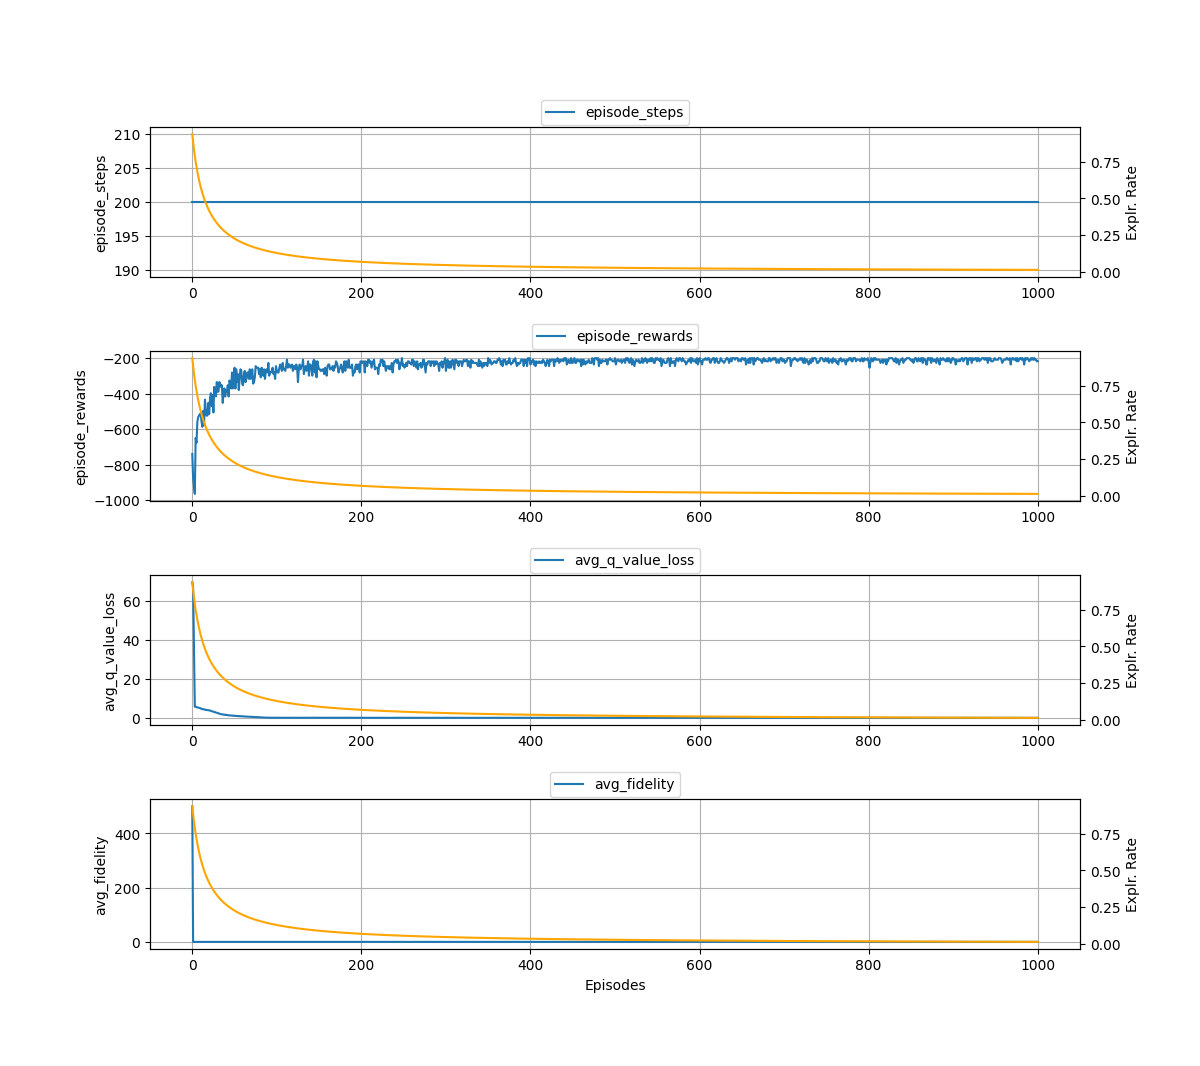 episode_steps
210
205
200
195
190
episode_steps
0.75
0.50
0.25
0.00
Explr. Rate
0 200 400 600 800 1000
episode_rewards
−200
−400
−600
−800
−1000
episode_rewards
0.75
0.50
0.25
0.00
Explr. Rate
0 200 400 600 800 1000
avg_q_value_loss
60
40
20
0
avg_q_value_loss
0.75
0.50
0.25
0.00
Explr. Rate
0 200 400 600 800 1000
avg_fidelity
400
200
0
avg_fidelity
0.75
0.50
0.25
0.00
Explr. Rate
0 200 400 600 800 1000
Episodes